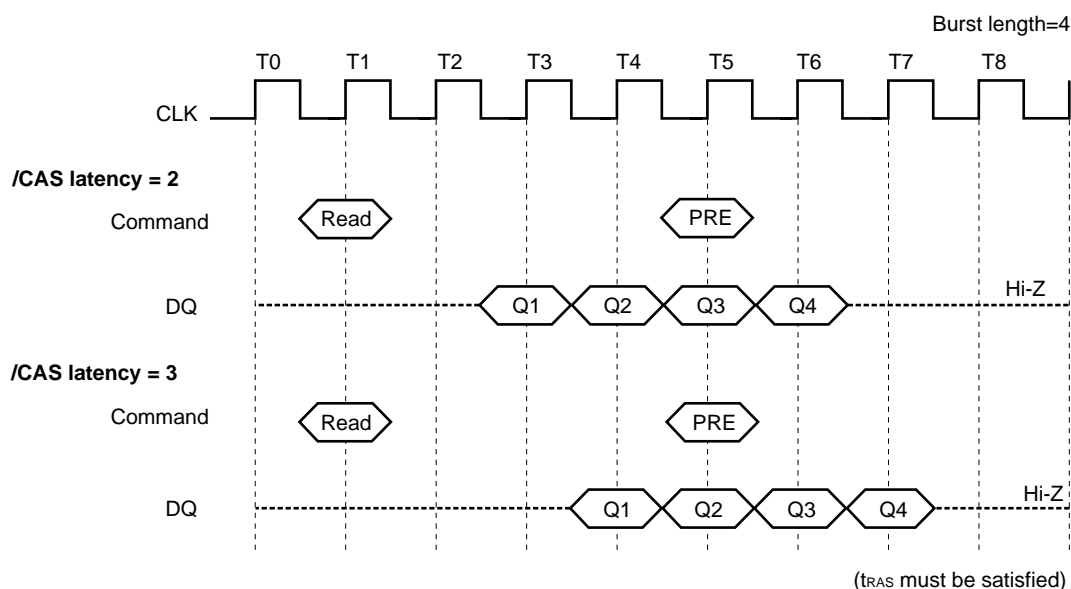 Burst length=4
T0 T1 T2 T3 T4 T5 T6 T7 T8
CLK
/CAS latency = 2
Command Read PRE
DQ Q1 Q2 Q3 Q4 Hi-Z
/CAS latency = 3
Command Read PRE
DQ Q1 Q2 Q3 Q4 Hi-Z
(tRAS must be satisfied)